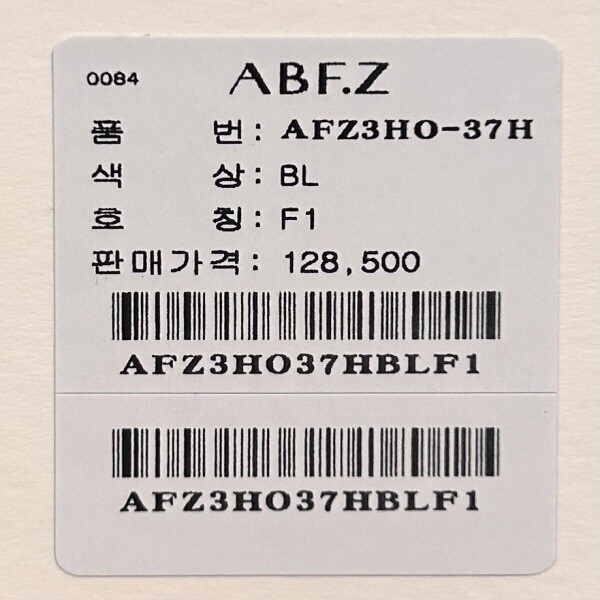 0084 ABF.Z
품 번: AFZ3HO-37H
색 상: BL
호 칭: F1
판매가격: 128,500
AFZ3HO37HBLF1
AFZ3HO37HBLF1